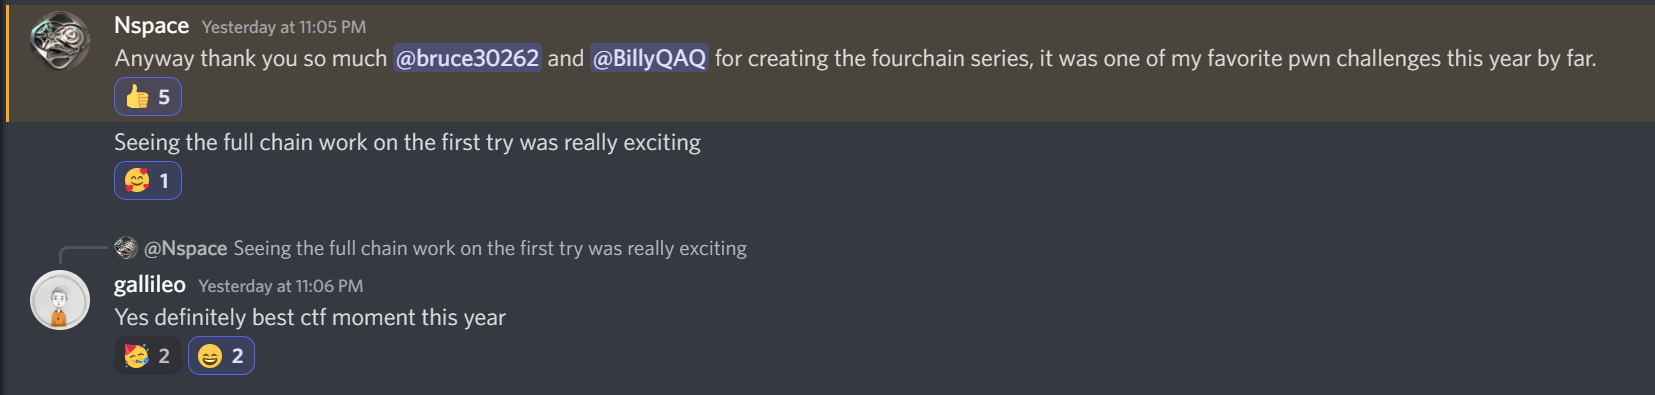 Nspace Yesterday at 11:05 PM
Anyway thank you so much @bruce30262 and @BillyQAQ for creating the fourchain series, it was one of my favorite pwn challenges this year by far.
👍 5
Seeing the full chain work on the first try was really exciting
🥰 1
@Nspace Seeing the full chain work on the first try was really exciting
gallileo Yesterday at 11:06 PM
Yes definitely best ctf moment this year
🥳 2 😄 2